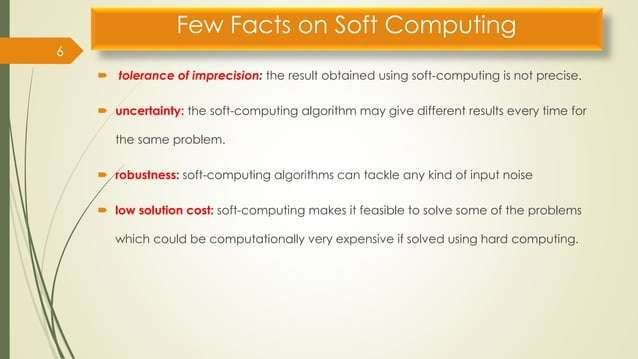 Few Facts on Soft Computing
6
tolerance of imprecision: the result obtained using soft-computing is not precise.
uncertainty: the soft-computing algorithm may give different results every time for
the same problem.
robustness: soft-computing algorithms can tackle any kind of input noise
low solution cost: soft-computing makes it feasible to solve some of the problems
which could be computationally very expensive if solved using hard computing.